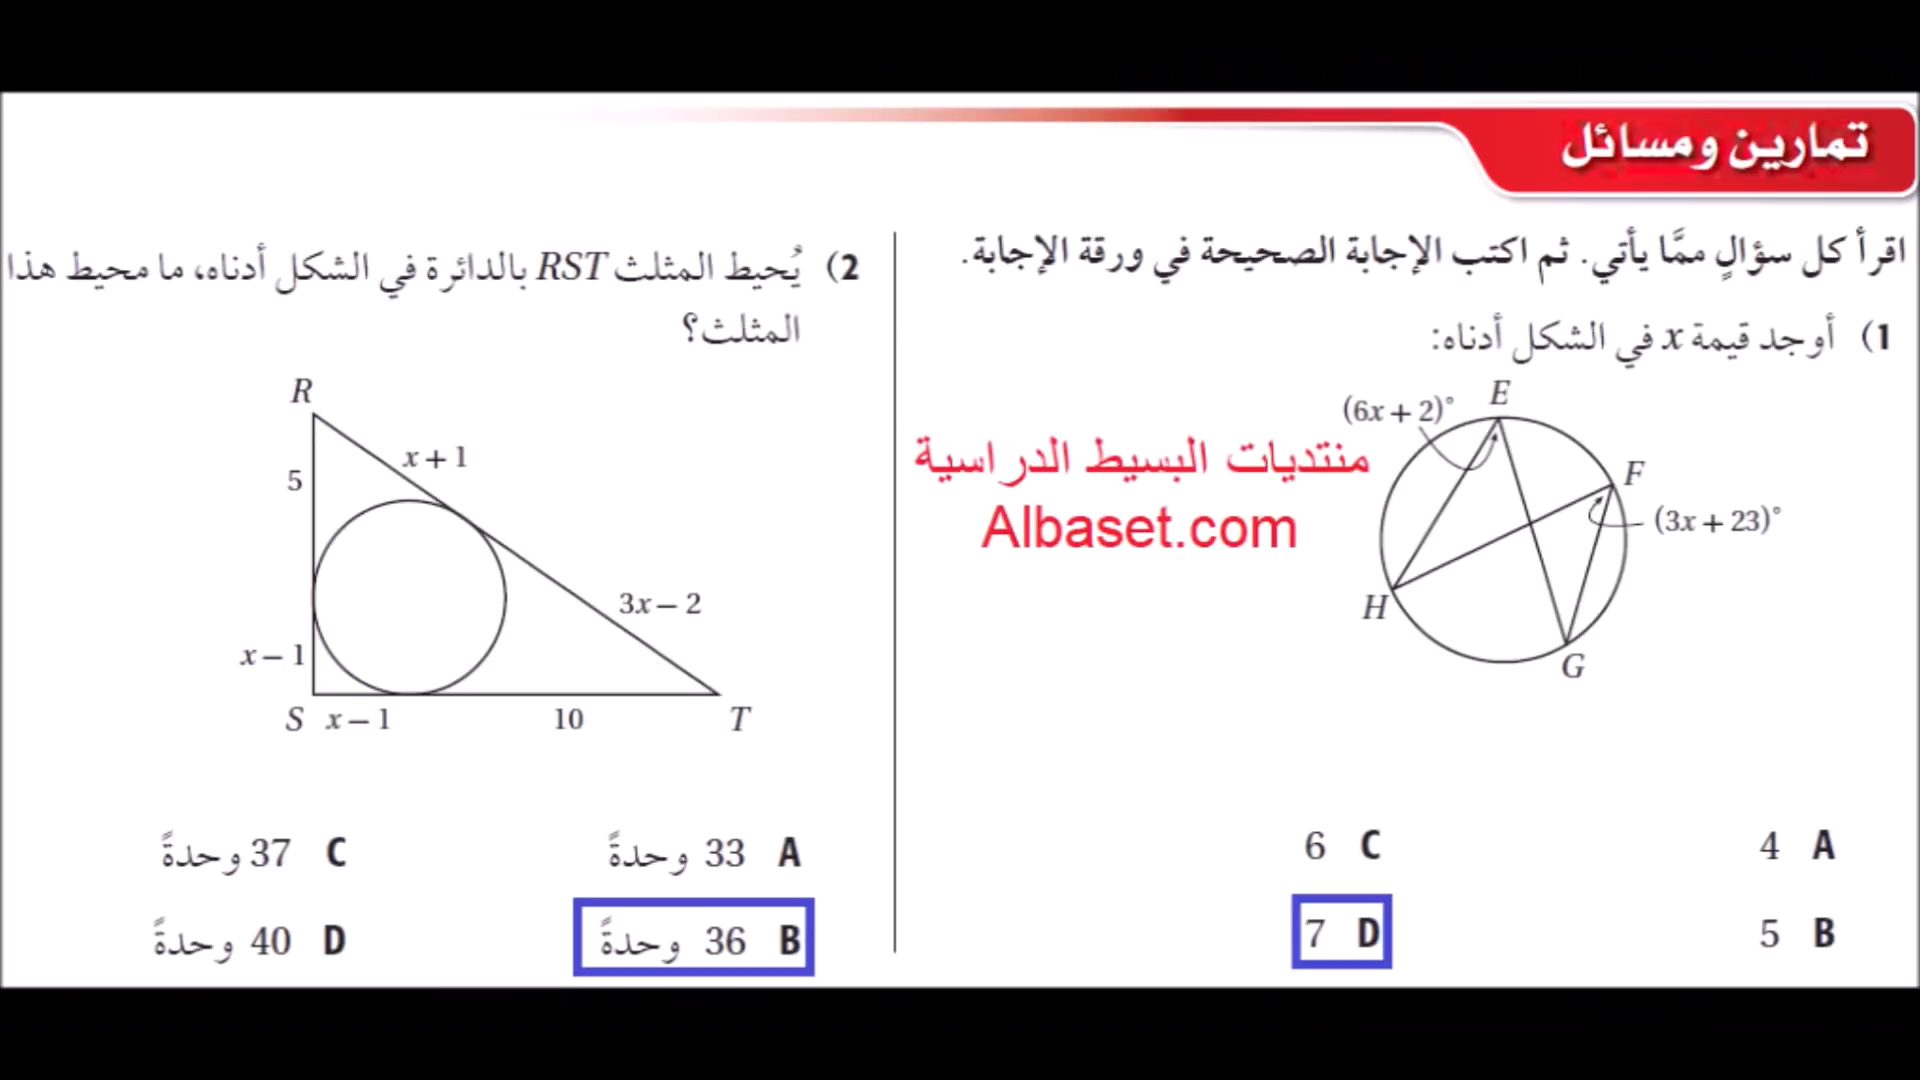 تمارين ومسائل
اقرأ كل سؤالٍ ممَّا يأتي. ثم اكتب الإجابة الصحيحة في ورقة الإجابة.
1) أوجد قيمة x في الشكل أدناه:
E
(6x + 2)°
F
(3x + 23)°
H
G
منتديات البسيط الدراسية
Albaset.com
A 4
C 6
B 5
D 7
2) يُحيط المثلث RST بالدائرة في الشكل أدناه، ما محيط هذا
المثلث؟
R
x + 1
5
3x – 2
x – 1
S x – 1 10 T
A 33 وحدةً
C 37 وحدةً
B 36 وحدةً
D 40 وحدةً